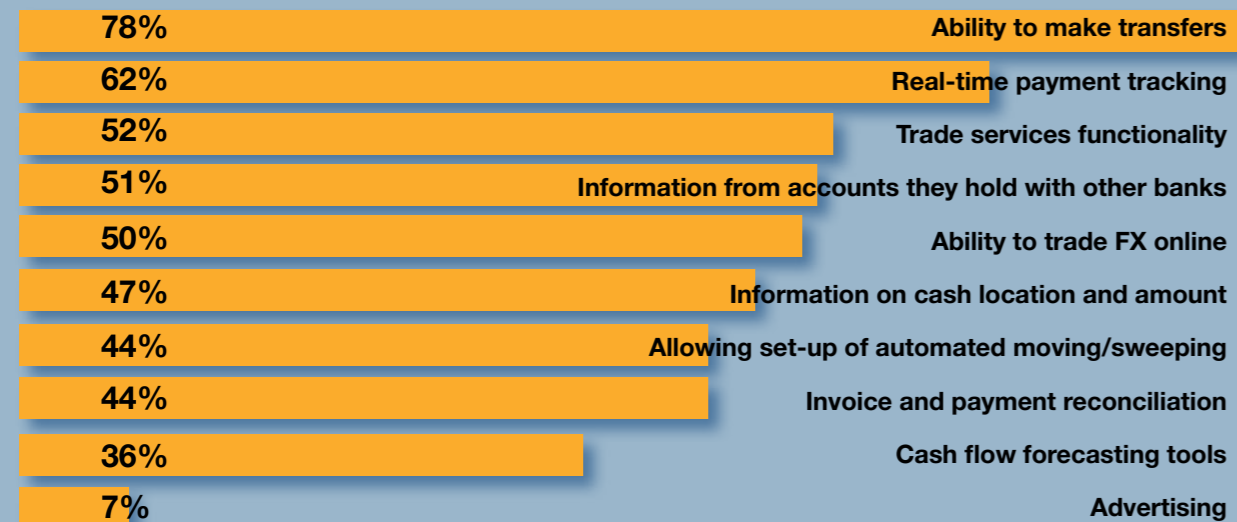 78% Ability to make transfers
62% Real-time payment tracking
52% Trade services functionality
51% Information from accounts they hold with other banks
50% Ability to trade FX online
47% Information on cash location and amount
44% Allowing set-up of automated moving/sweeping
44% Invoice and payment reconciliation
36% Cash flow forecasting tools
7% Advertising